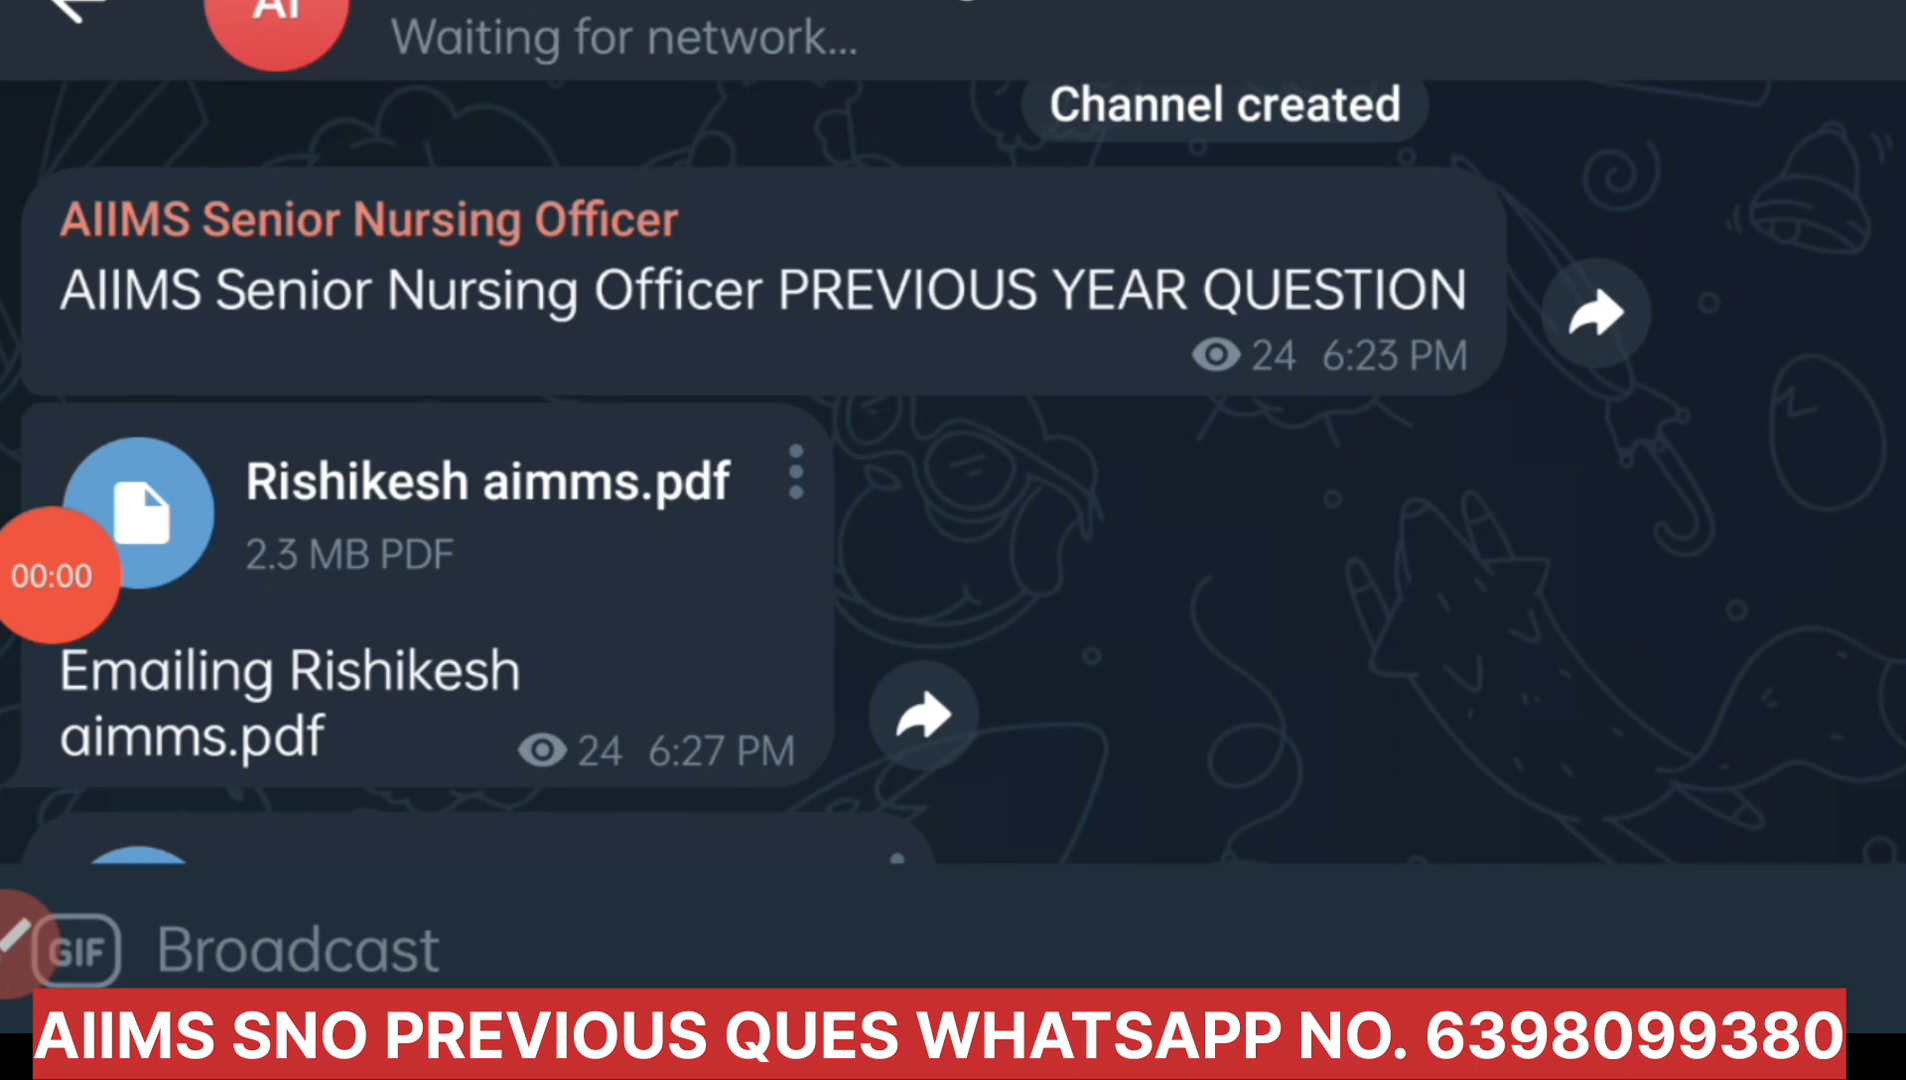 Waiting for network...
Channel created
AIIMS Senior Nursing Officer
AIIMS Senior Nursing Officer PREVIOUS YEAR QUESTION
24 6:23 PM
Rishikesh aimms.pdf
2.3 MB PDF
00:00
Emailing Rishikesh
aimms.pdf
24 6:27 PM
GIF Broadcast
AIIMS SNO PREVIOUS QUES WHATSAPP NO. 6398099380